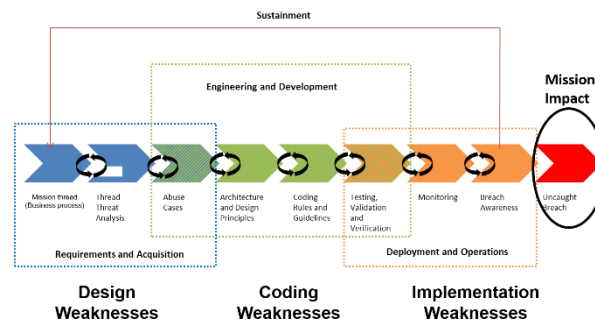 Sustainment
Mission
Impact
Engineering and Development
Mission thread
(Business process)
Thread
Threat
Analysis
Abuse
Cases
Architecture
and Design
Principles
Coding
Rules and
Guidelines
Testing,
Validation
and
Verification
Monitoring
Breach
Awareness
Uncaught
Breach
Requirements and Acquisition
Deployment and Operations
Design
Weaknesses
Coding
Weaknesses
Implementation
Weaknesses